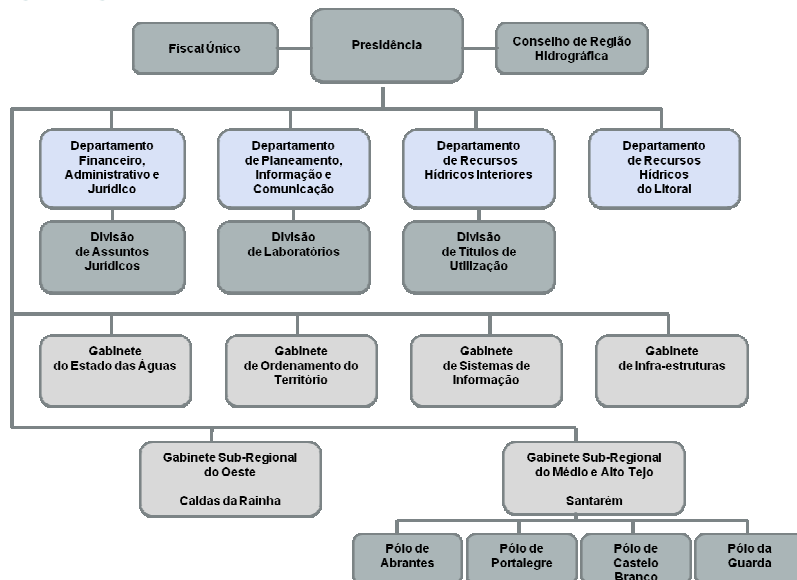 Fiscal Único
Presidência
Conselho de Região
Hidrográfica
Departamento
Financeiro,
Administrativo e
Jurídico
Departamento
de Planeamento,
Informação e
Comunicação
Departamento
de Recursos
Hídricos Interiores
Departamento
de Recursos
Hídricos
do Litoral
Divisão
de Assuntos
Jurídicos
Divisão
de Laboratórios
Divisão
de Títulos de
Utilização
Gabinete
do Estado das Águas
Gabinete
de Ordenamento do
Território
Gabinete
de Sistemas de
Informação
Gabinete
de Infra-estruturas
Gabinete Sub-Regional
do Oeste
Caldas da Rainha
Gabinete Sub-Regional
do Médio e Alto Tejo
Santarém
Pólo de
Abrantes
Pólo de
Portalegre
Pólo de
Castelo
Branco
Pólo da
Guarda